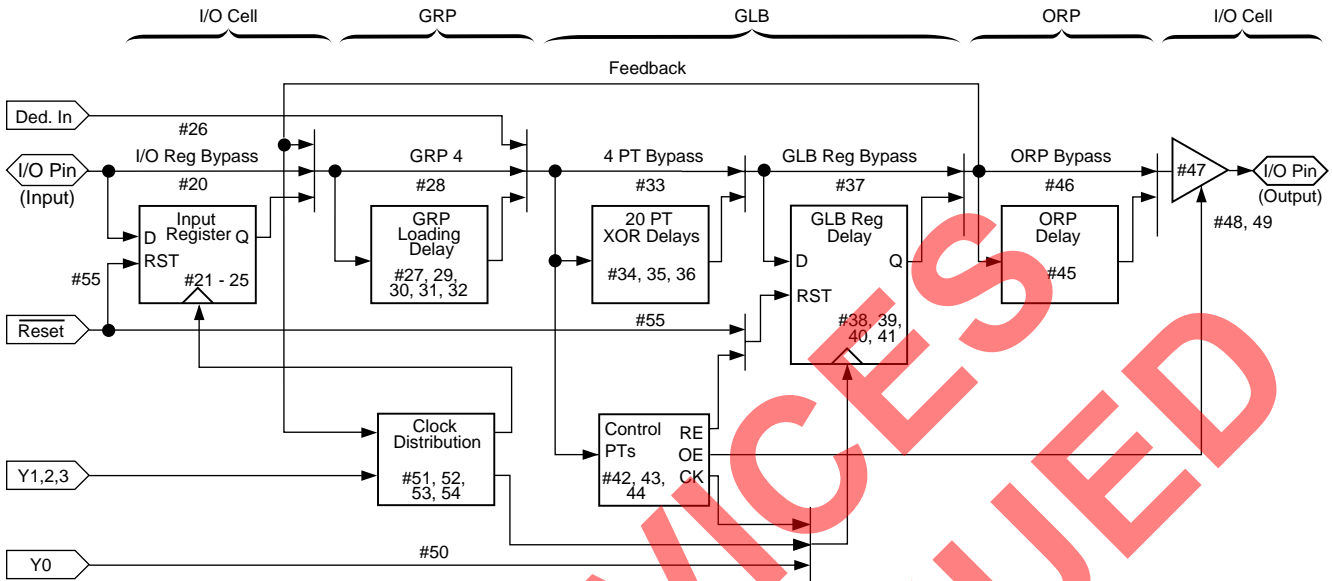 I/O Cell
GRP
GLB
ORP
I/O Cell
Feedback
Ded. In
#26
I/O Pin
(Input)
I/O Reg Bypass
#20
GRP 4
#28
4 PT Bypass
#33
GLB Reg Bypass
#37
ORP Bypass
#46
#47
I/O Pin
(Output)
#48, 49
Input
Register
D
Q
RST
#21 - 25
#55
GRP
Loading
Delay
#27, 29,
30, 31, 32
20 PT
XOR Delays
#34, 35, 36
GLB Reg
Delay
D
Q
RST
#38, 39,
40, 41
ORP
Delay
#45
Reset
#55
Clock
Distribution
#51, 52,
53, 54
Control
PTs
RE
OE
CK
#42, 43,
44
Y1,2,3
Y0
#50
VICES
UED